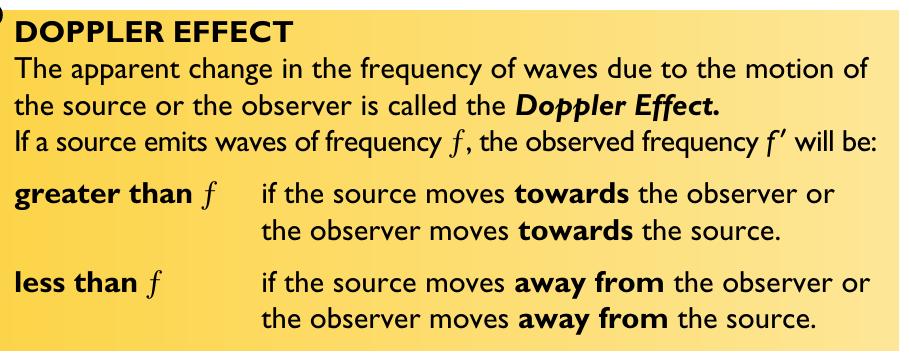 DOPPLER EFFECT
The apparent change in the frequency of waves due to the motion of
the source or the observer is called the Doppler Effect.
If a source emits waves of frequency f, the observed frequency f′ will be:
greater than f if the source moves towards the observer or
the observer moves towards the source.
less than f if the source moves away from the observer or
the observer moves away from the source.